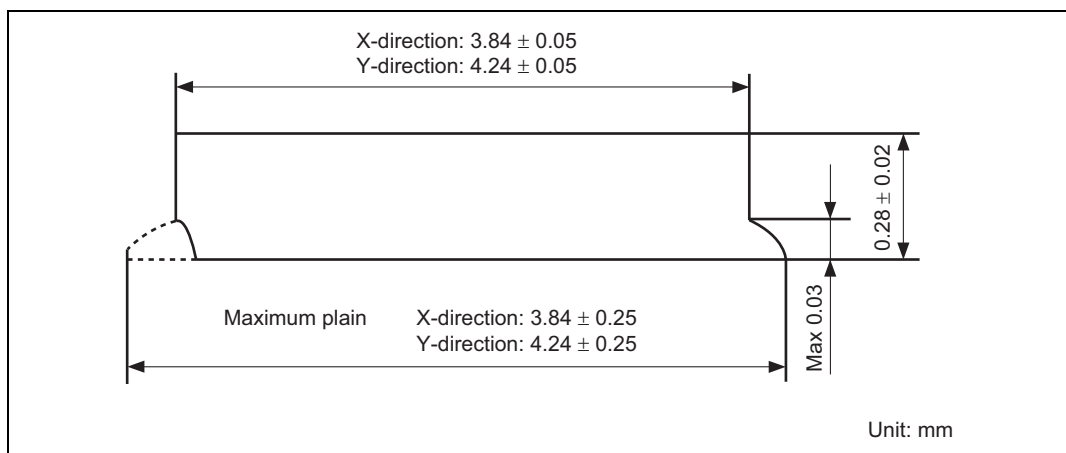 X-direction: 3.84 ± 0.05
Y-direction: 4.24 ± 0.05
0.28 ± 0.02
Max 0.03
Maximum plain X-direction: 3.84 ± 0.25
Y-direction: 4.24 ± 0.25
Unit: mm